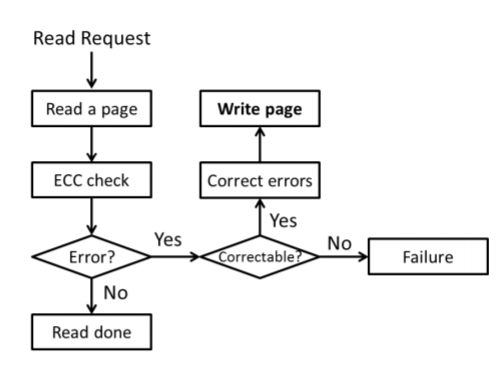 Read Request
Read a page
Write page
ECC check
Correct errors
Yes
Yes
No
Error?
Correctable?
Failure
No
Read done